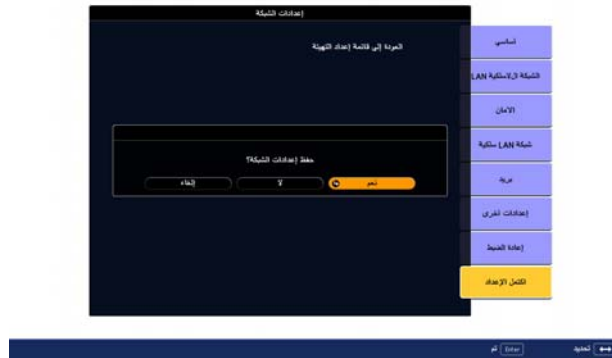 إعدادات الشبكة
العودة إلى قائمة إعداد التهيئة
أساسي
الشبكة اللاسلكية LAN
الأمان
شبكة LAN سلكية
بريد
إعدادات أخرى
إعادة الضبط
اكتمل الإعداد
حفظ إعدادات الشبكة؟
نعم
لا
إلغاء
تحديد
[Enter] تم